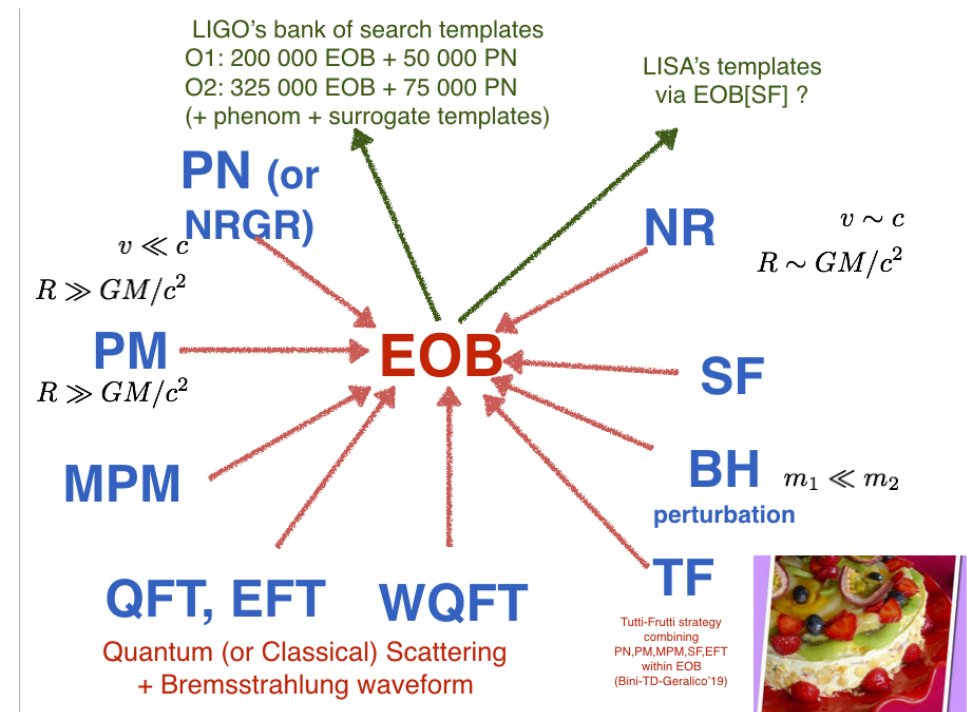 LIGO's bank of search templates
O1: 200 000 EOB + 50 000 PN
O2: 325 000 EOB + 75 000 PN
(+ phenom + surrogate templates)
LISA's templates
via EOB[SF] ?
PN (or
NRGR)
v ≪ c
R ≫ GM/c²
NR
v ∼ c
R ∼ GM/c²
PM
R ≫ GM/c²
EOB
SF
MPM
BH
perturbation
m₁ ≪ m₂
QFT, EFT
WQFT
Quantum (or Classical) Scattering
+ Bremsstrahlung waveform
TF
Tutti-Frutti strategy
combining
PN,PM,MPM,SF,EFT
within EOB
(Bini-TD-Geralico'19)